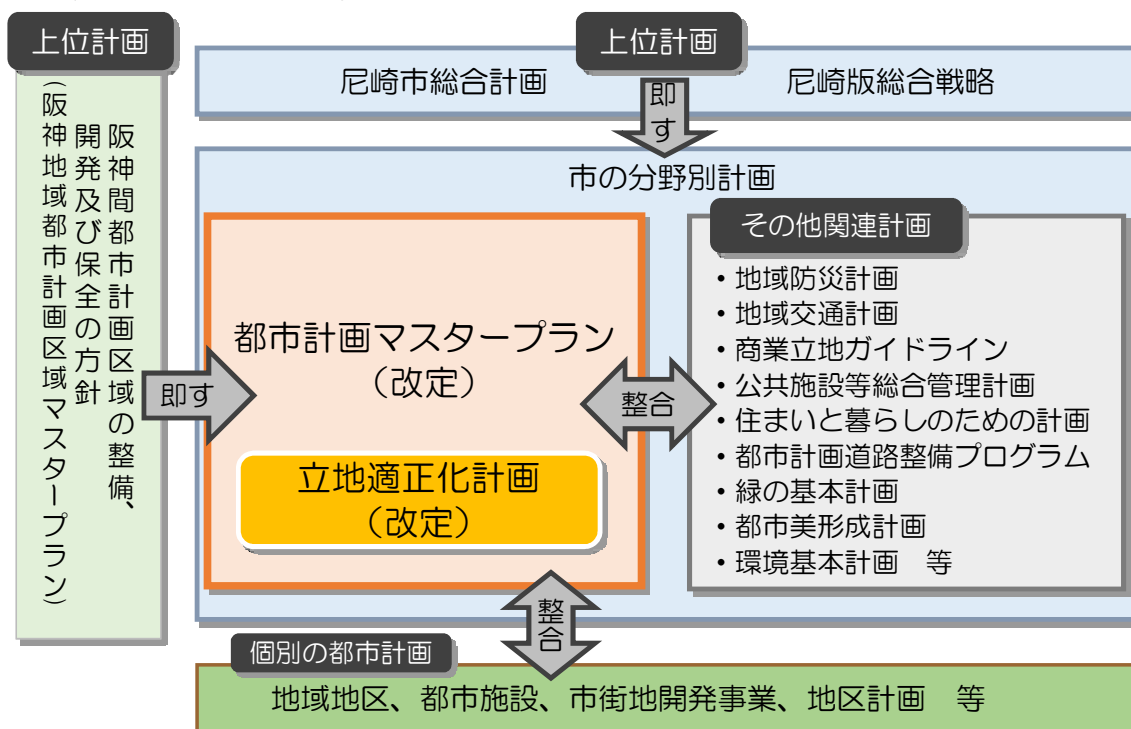 上位計画
阪神間都市計画区域の整備、
開発及び保全の方針
(阪神地域都市計画区域マスタープラン)
上位計画
尼崎市総合計画
尼崎版総合戦略
即す
市の分野別計画
即す
都市計画マスタープラン
(改定)
立地適正化計画
(改定)
整合
その他関連計画
・地域防災計画
・地域交通計画
・商業立地ガイドライン
・公共施設等総合管理計画
・住まいと暮らしのための計画
・都市計画道路整備プログラム
・緑の基本計画
・都市美形成計画
・環境基本計画 等
整合
個別の都市計画
地域地区、都市施設、市街地開発事業、地区計画 等